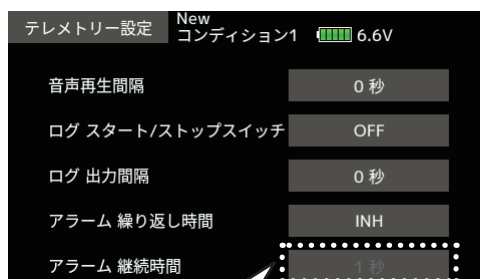 テレメトリー設定
New
コンディション1 6.6V
音声再生間隔 0 秒
ログ スタート/ストップスイッチ OFF
ログ 出力間隔 0 秒
アラーム 繰り返し時間 INH
アラーム 継続時間 1 秒